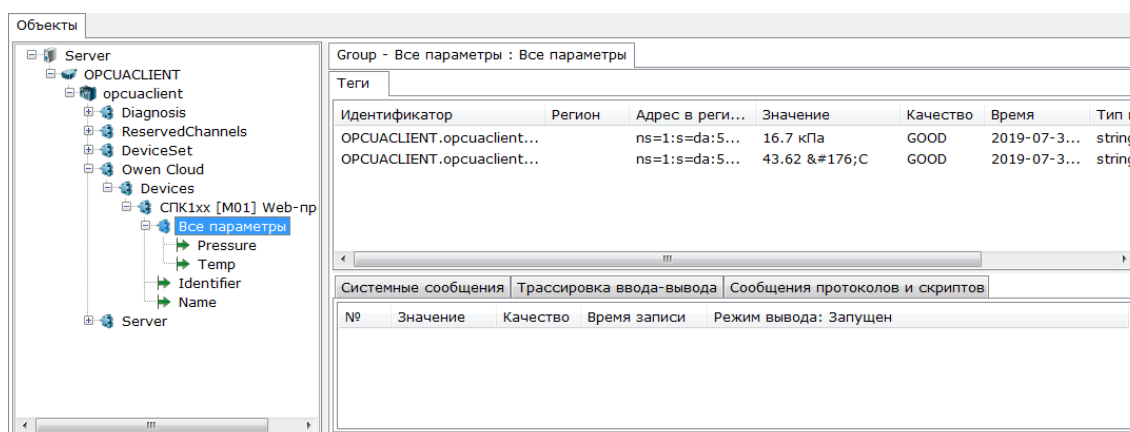 Объекты
Server
OPCUACLIENT
opcuaclient
Diagnosis
ReservedChannels
DeviceSet
Owen Cloud
Devices
СПК1xx [M01] Web-пр
Все параметры
Pressure
Temp
Identifier
Name
Server
Group - Все параметры : Все параметры
Теги
Идентификатор Регион Адрес в реги... Значение Качество Время Тип
OPCUACLIENT.opcuaclient... ns=1:s=da:5... 16.7 кПа GOOD 2019-07-3... string
OPCUACLIENT.opcuaclient... ns=1:s=da:5... 43.62 &#176;C GOOD 2019-07-3... string
Системные сообщения Трассировка ввода-вывода Сообщения протоколов и скриптов
№ Значение Качество Время записи Режим вывода: Запущен